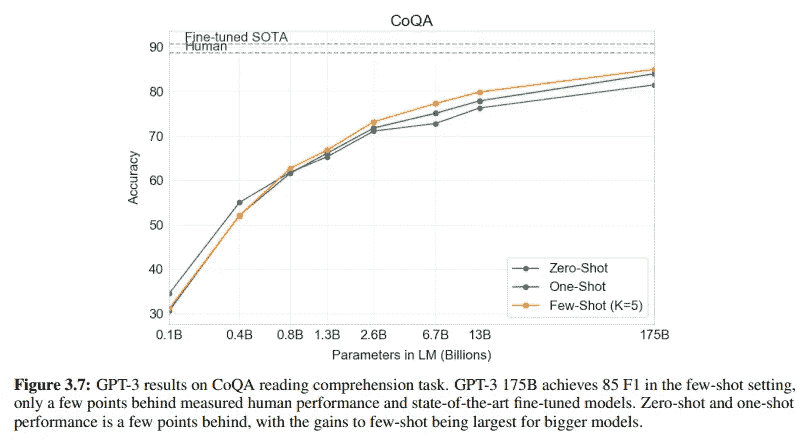 CoQA
Fine-tuned SOTA
90
Human
80
70
60
50
40
30
Accuracy
Zero-Shot
One-Shot
Few-Shot (K=5)
0.1B 0.4B 0.8B 1.3B 2.6B 6.7B 13B 175B
Parameters in LM (Billions)
Figure 3.7: GPT-3 results on CoQA reading comprehension task. GPT-3 175B achieves 85 F1 in the few-shot setting,
only a few points behind measured human performance and state-of-the-art fine-tuned models. Zero-shot and one-shot
performance is a few points behind, with the gains to few-shot being largest for bigger models.